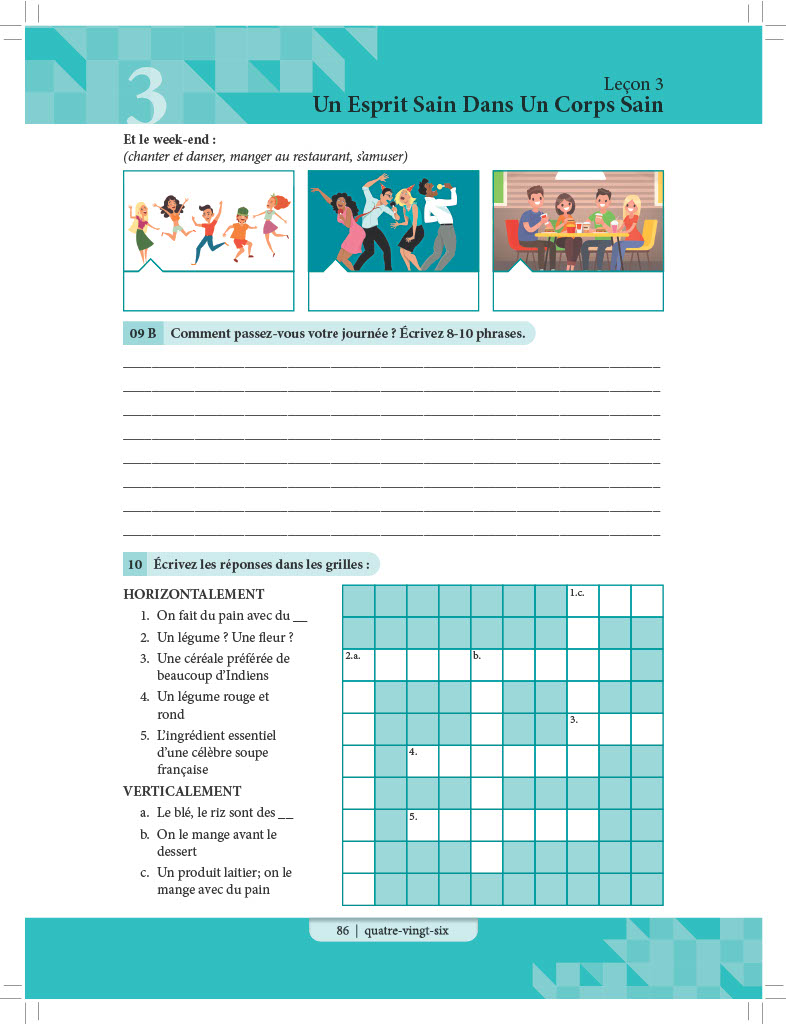 3
Leçon 3
Un Esprit Sain Dans Un Corps Sain
Et le week-end :
(chanter et danser, manger au restaurant, s’amuser)
09 B Comment passez-vous votre journée ? Écrivez 8-10 phrases.
10 Écrivez les réponses dans les grilles :
HORIZONTALEMENT
1. On fait du pain avec du __
2. Un légume ? Une fleur ?
3. Une céréale préférée de
beaucoup d’Indiens
4. Un légume rouge et
rond
5. L’ingrédient essentiel
d’une célèbre soupe
française
VERTICALEMENT
a. Le blé, le riz sont des __
b. On le mange avant le
dessert
c. Un produit laitier; on le
mange avec du pain
1.c.
2.a. b.
3.
4.
5.
86 | quatre-vingt-six